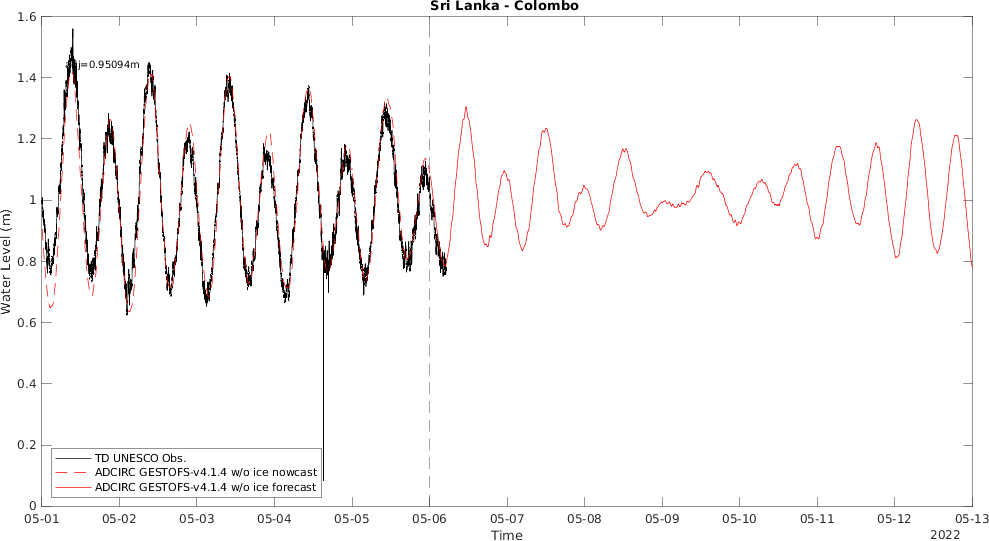 Sri Lanka - Colombo
Water Level (m)
1.6
1.4
1.2
1
0.8
0.6
0.4
0.2
0
j=0.95094m
TD UNESCO Obs.
ADCIRC GESTOFS-v4.1.4 w/o ice nowcast
ADCIRC GESTOFS-v4.1.4 w/o ice forecast
05-01 05-02 05-03 05-04 05-05 05-06 05-07 05-08 05-09 05-10 05-11 05-12 05-13
Time
2022